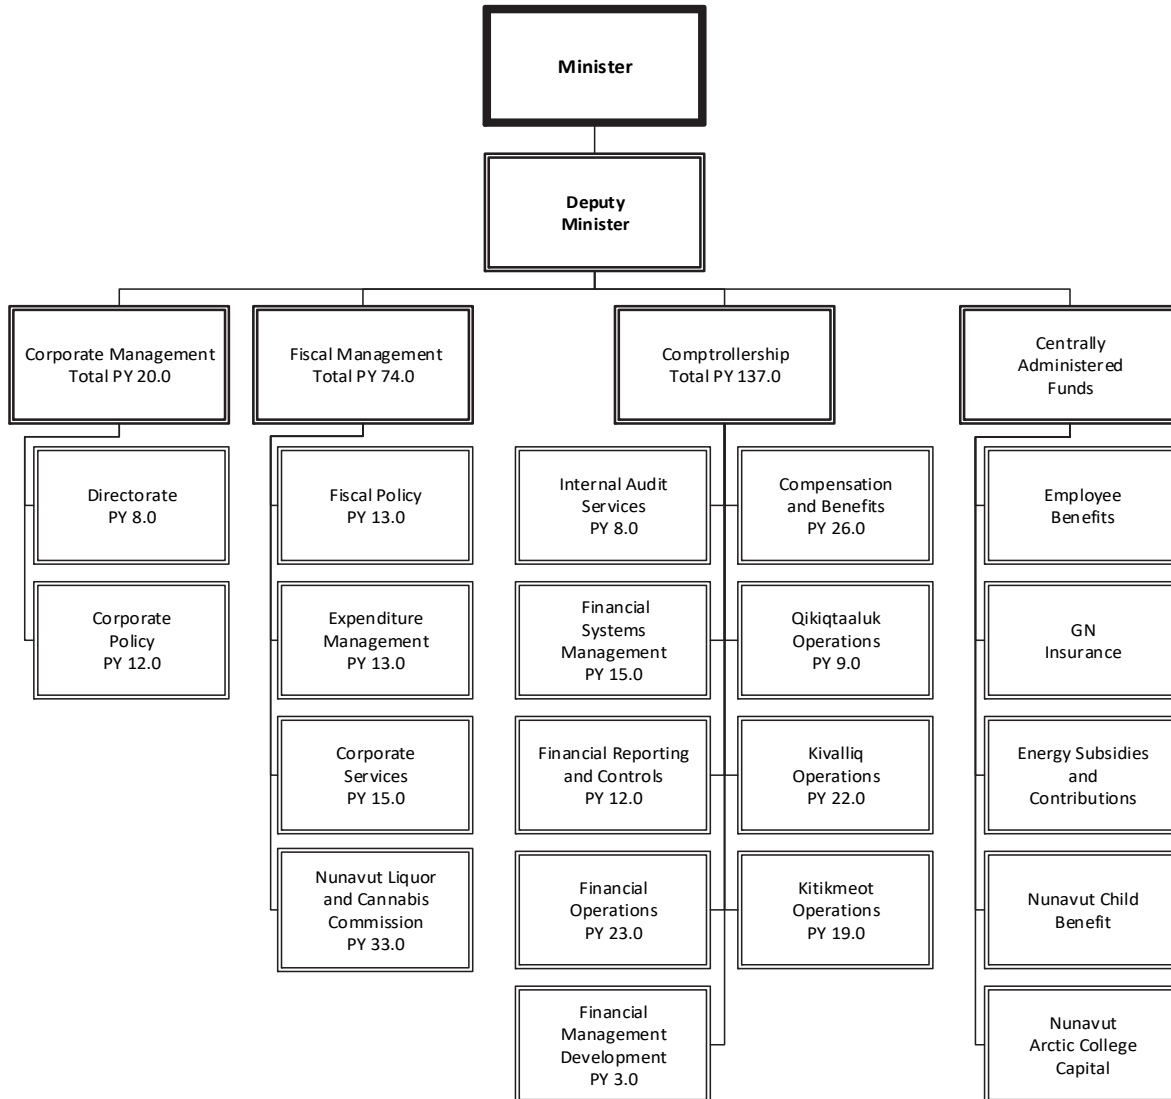 Minister
Deputy
Minister
Corporate Management
Total PY 20.0
Fiscal Management
Total PY 74.0
Comptrollership
Total PY 137.0
Centrally
Administered
Funds
Directorate
PY 8.0
Corporate
Policy
PY 12.0
Fiscal Policy
PY 13.0
Expenditure
Management
PY 13.0
Corporate
Services
PY 15.0
Nunavut Liquor
and Cannabis
Commission
PY 33.0
Internal Audit
Services
PY 8.0
Financial
Systems
Management
PY 15.0
Financial Reporting
and Controls
PY 12.0
Financial
Operations
PY 23.0
Financial
Management
Development
PY 3.0
Compensation
and Benefits
PY 26.0
Qikiqtaaluk
Operations
PY 9.0
Kivalliq
Operations
PY 22.0
Kitikmeot
Operations
PY 19.0
Employee
Benefits
GN
Insurance
Energy Subsidies
and
Contributions
Nunavut Child
Benefit
Nunavut
Arctic College
Capital